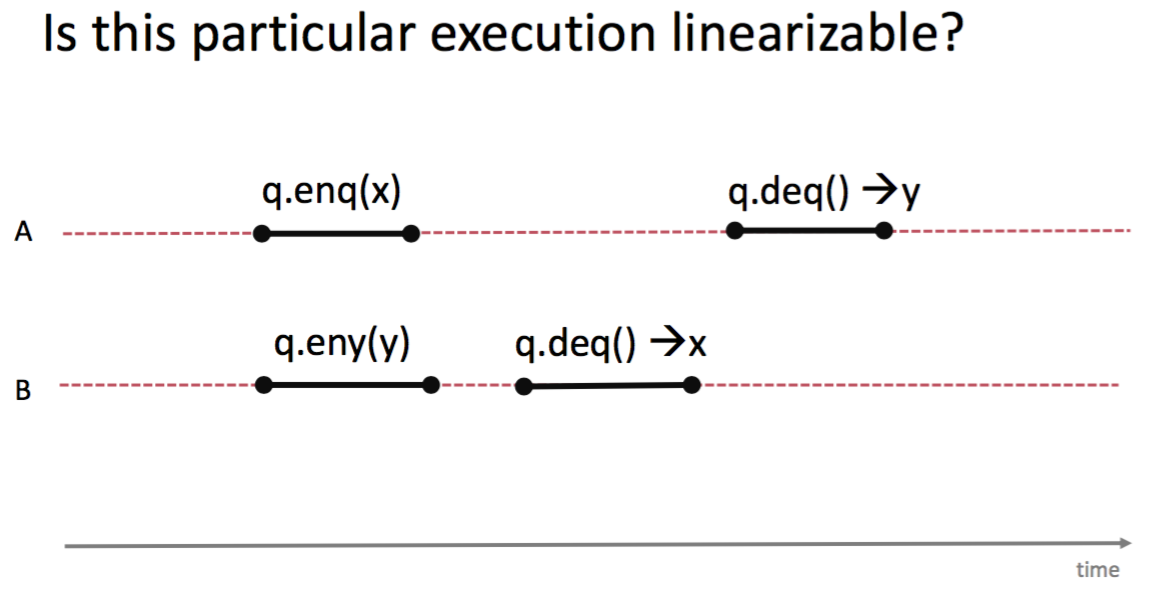 Is this particular execution linearizable?
q.enq(x)
q.deq() →y
A
q.eny(y)
q.deq() →x
B
time